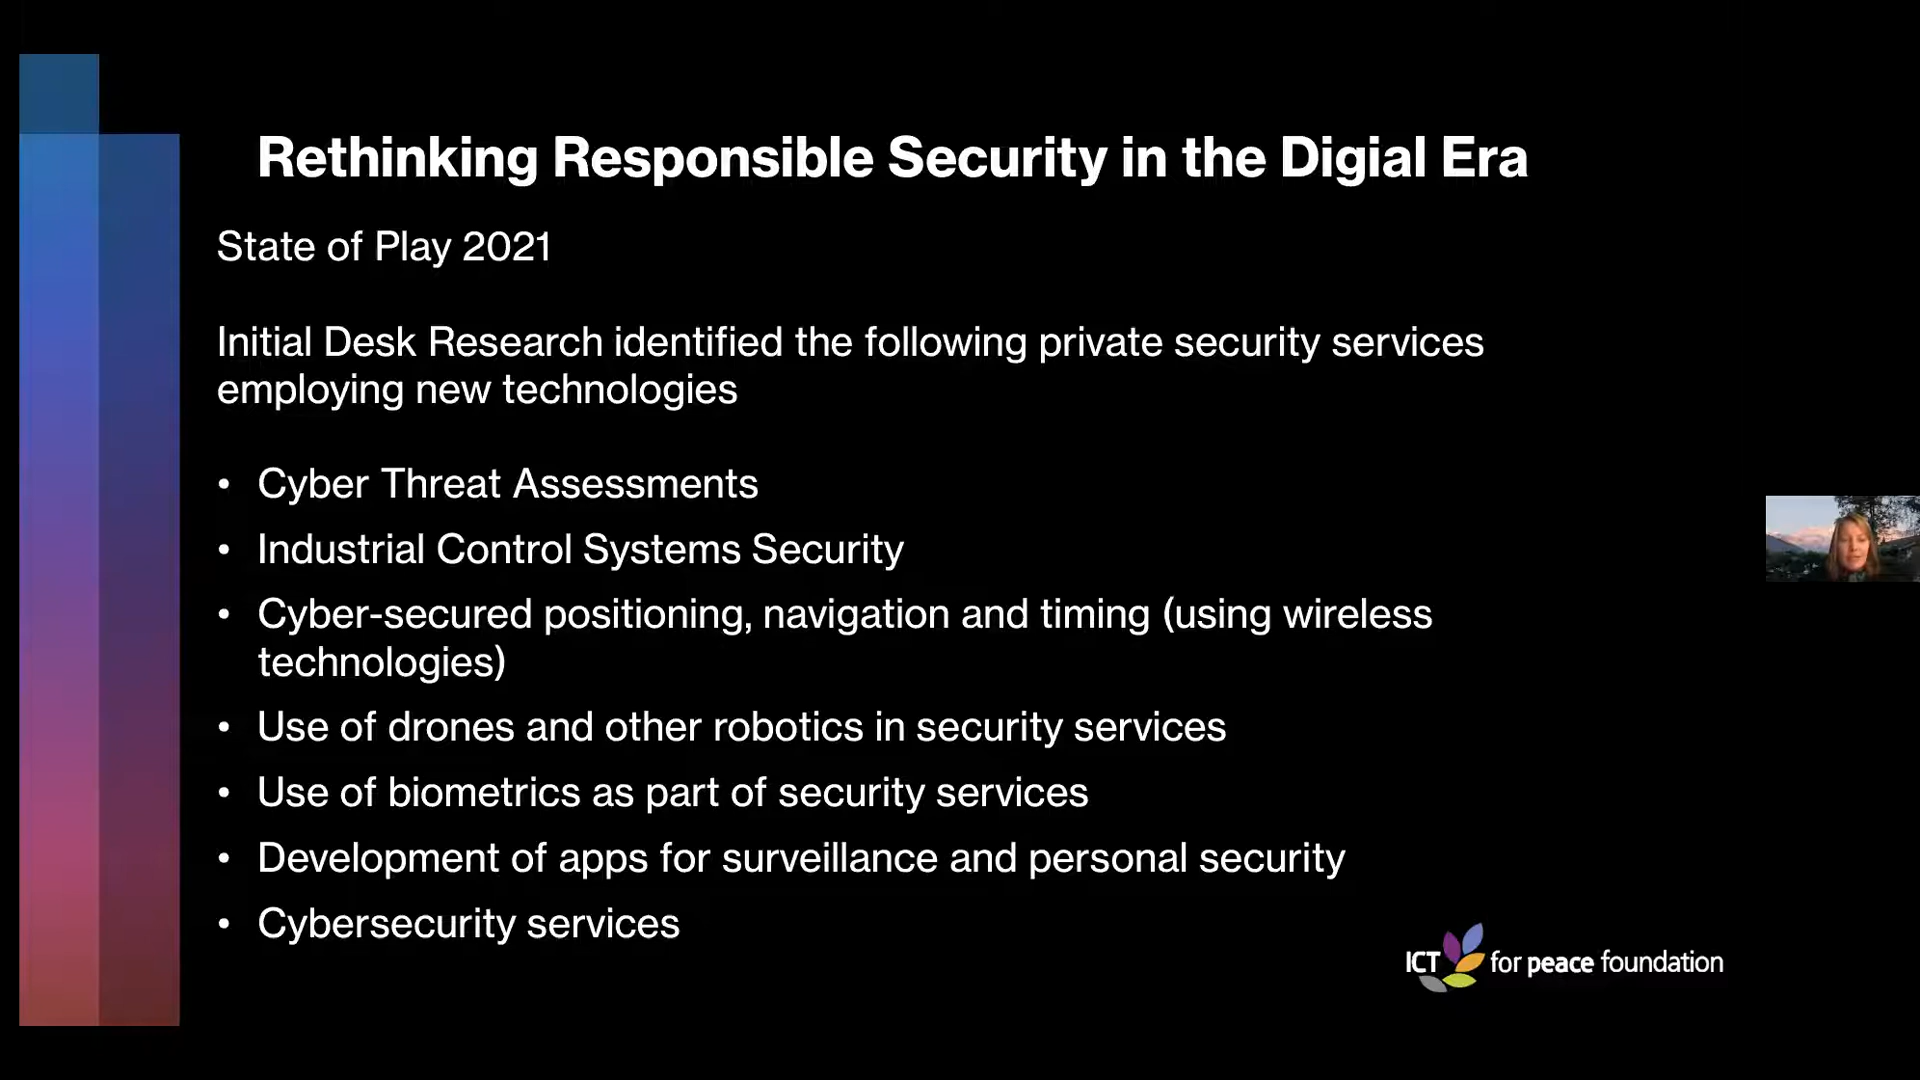 Rethinking Responsible Security in the Digial Era
State of Play 2021
Initial Desk Research identified the following private security services
employing new technologies
• Cyber Threat Assessments
• Industrial Control Systems Security
• Cyber-secured positioning, navigation and timing (using wireless
technologies)
• Use of drones and other robotics in security services
• Use of biometrics as part of security services
• Development of apps for surveillance and personal security
• Cybersecurity services
ICT for peace foundation